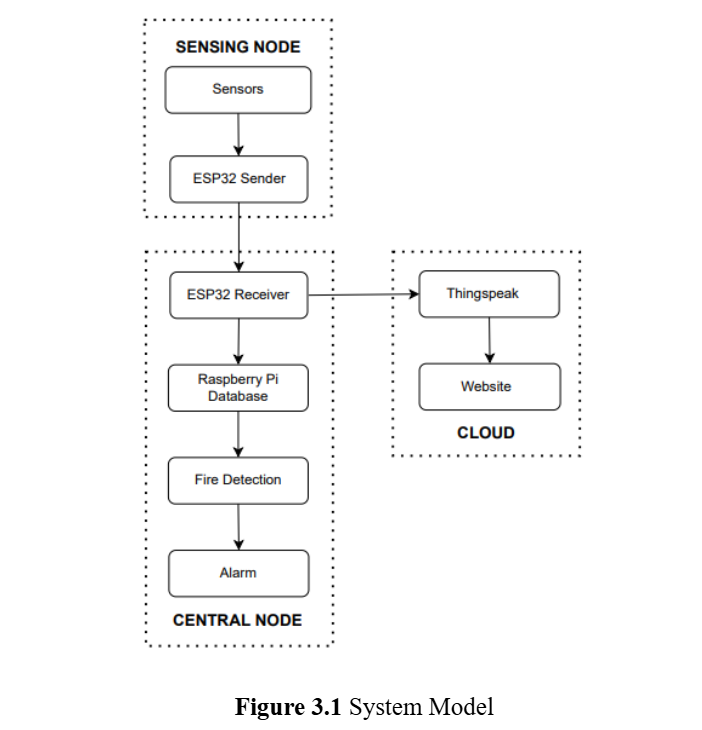 SENSING NODE
Sensors
ESP32 Sender
ESP32 Receiver
Raspberry Pi
Database
Fire Detection
Alarm
CENTRAL NODE
Thingspeak
Website
CLOUD
Figure 3.1 System Model